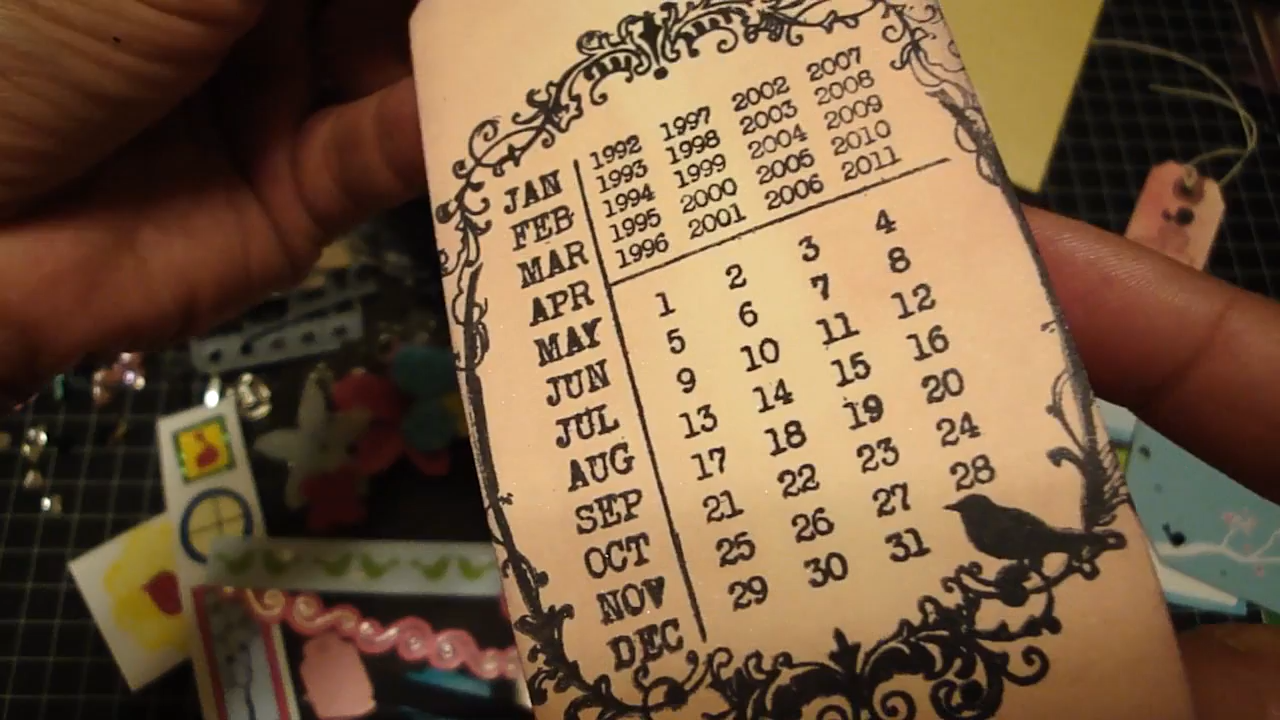 JAN
FEB
MAR
APR
MAY
JUN
JUL
AUG
SEP
OCT
NOV
DEC
1992 1997 2002 2007
1993 1998 2003 2008
1994 1999 2004 2009
1995 2000 2005 2010
1996 2001 2006 2011
1 2 3 4
5 6 7 8
9 10 11 12
13 14 15 16
17 18 19 20
21 22 23 24
25 26 27 28
29 30 31